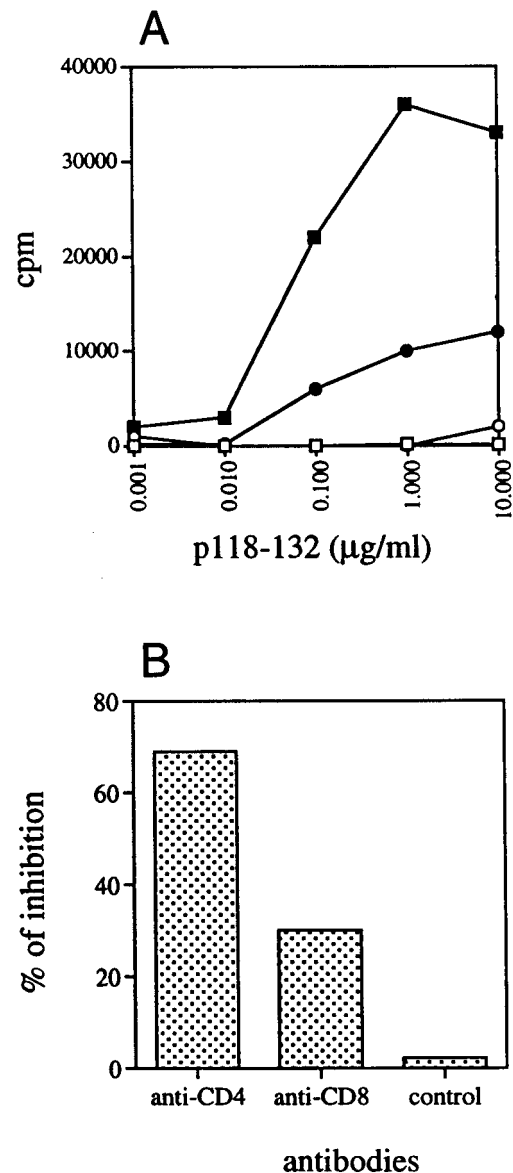 A
40000
30000
20000
10000
0
cpm
0.001
0.010
0.100
1.000
10.000
p118-132 (μg/ml)
B
80
60
40
20
0
% of inhibition
anti-CD4 anti-CD8 control
antibodies